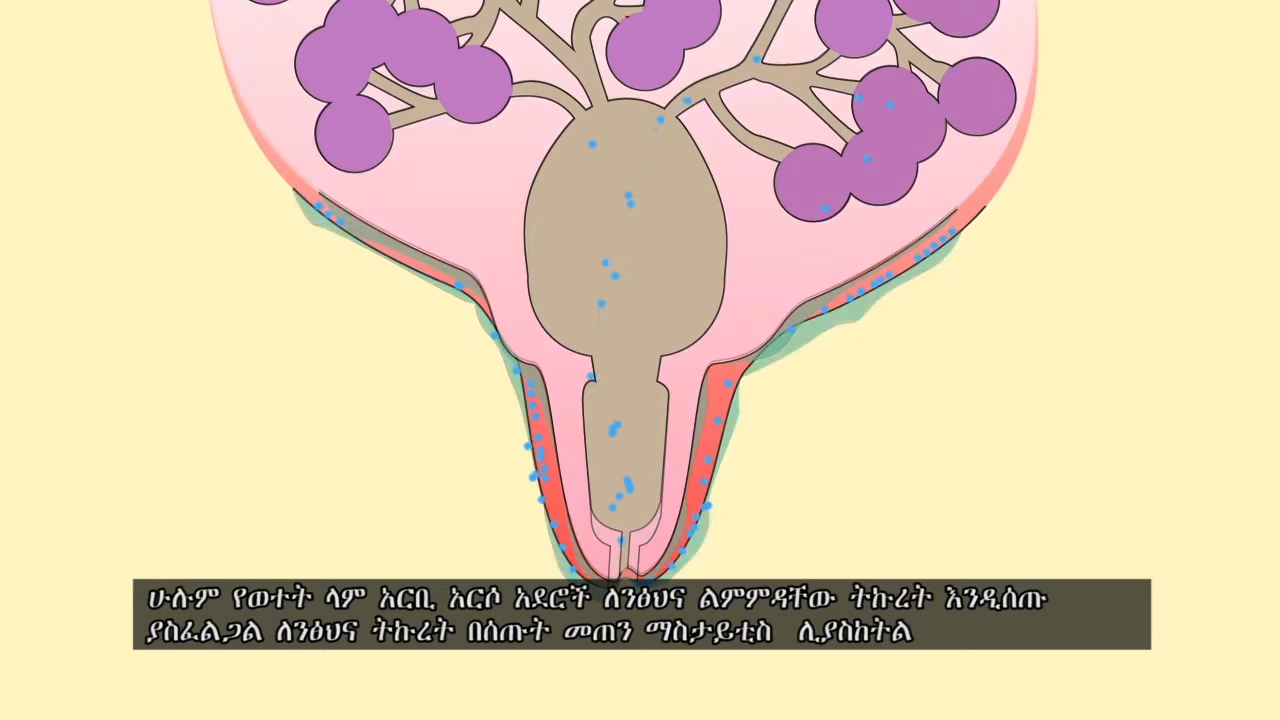 ሁሉም የወተት ላም አርቢ አርሶ አደሮች ለንፅህና ልምምዳቸው ትኩረት እንዲሰጡ
ያስፈልጋል ለንፅህና ትኩረት በሰጡት መጠን ማስታይቲስ ሊያስከትል